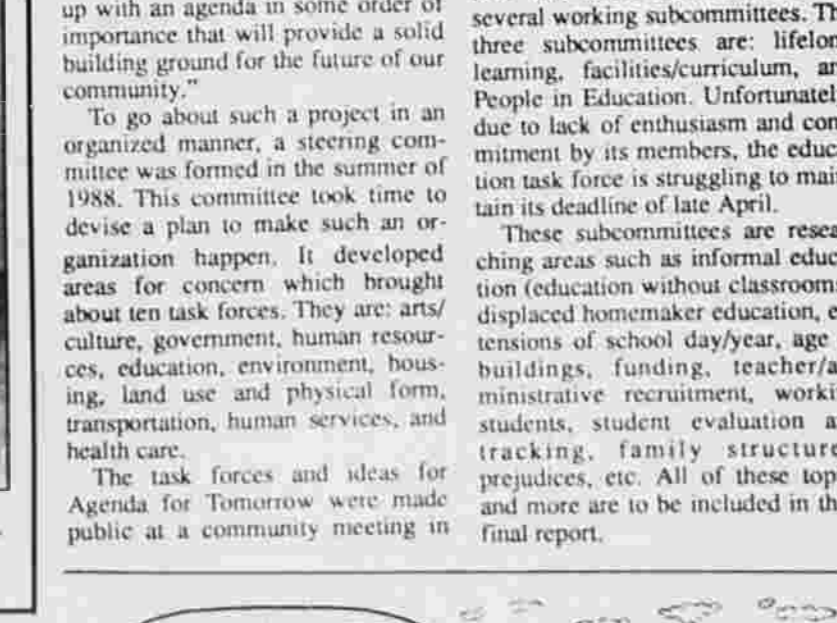 up with an agenda in some order of
importance that will provide a solid
building ground for the future of our
community."
To go about such a project in an
organized manner, a steering com-
mittee was formed in the summer of
1988. This committee took time to
devise a plan to make such an or-
ganization happen. It developed
areas for concern which brought
about ten task forces. They are: arts/
culture, government, human resour-
ces, education, environment, hous-
ing, land use and physical form,
transportation, human services, and
health care.
The task forces and ideas for
Agenda for Tomorrow were made
public at a community meeting in
several working subcommittees. Th
three subcommittees are: lifelon
learning, facilities/curriculum, an
People in Education. Unfortunatel
due to lack of enthusiasm and com
mitment by its members, the educ
tion task force is struggling to main
tain its deadline of late April.
These subcommittees are resea
ching areas such as informal educ
tion (education without classrooms
displaced homemaker education, e
tensions of school day/year, age
buildings, funding, teacher/a
ministrative recruitment, worki
students, student evaluation a
tracking, family structure
prejudices, etc. All of these top
and more are to be included in th
final report.